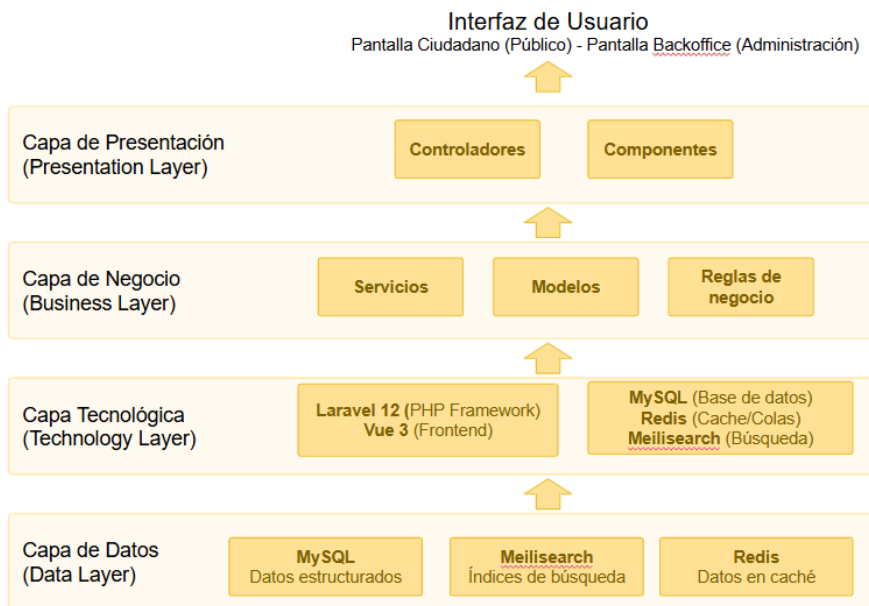 Interfaz de Usuario
Pantalla Ciudadano (Público) - Pantalla Backoffice (Administración)
Capa de Presentación
(Presentation Layer)
Controladores
Componentes
Capa de Negocio
(Business Layer)
Servicios
Modelos
Reglas de
negocio
Capa Tecnológica
(Technology Layer)
Laravel 12 (PHP Framework)
Vue 3 (Frontend)
MySQL (Base de datos)
Redis (Cache/Colas)
Meilisearch (Búsqueda)
Capa de Datos
(Data Layer)
MySQL
Datos estructurados
Meilisearch
Índices de búsqueda
Redis
Datos en caché